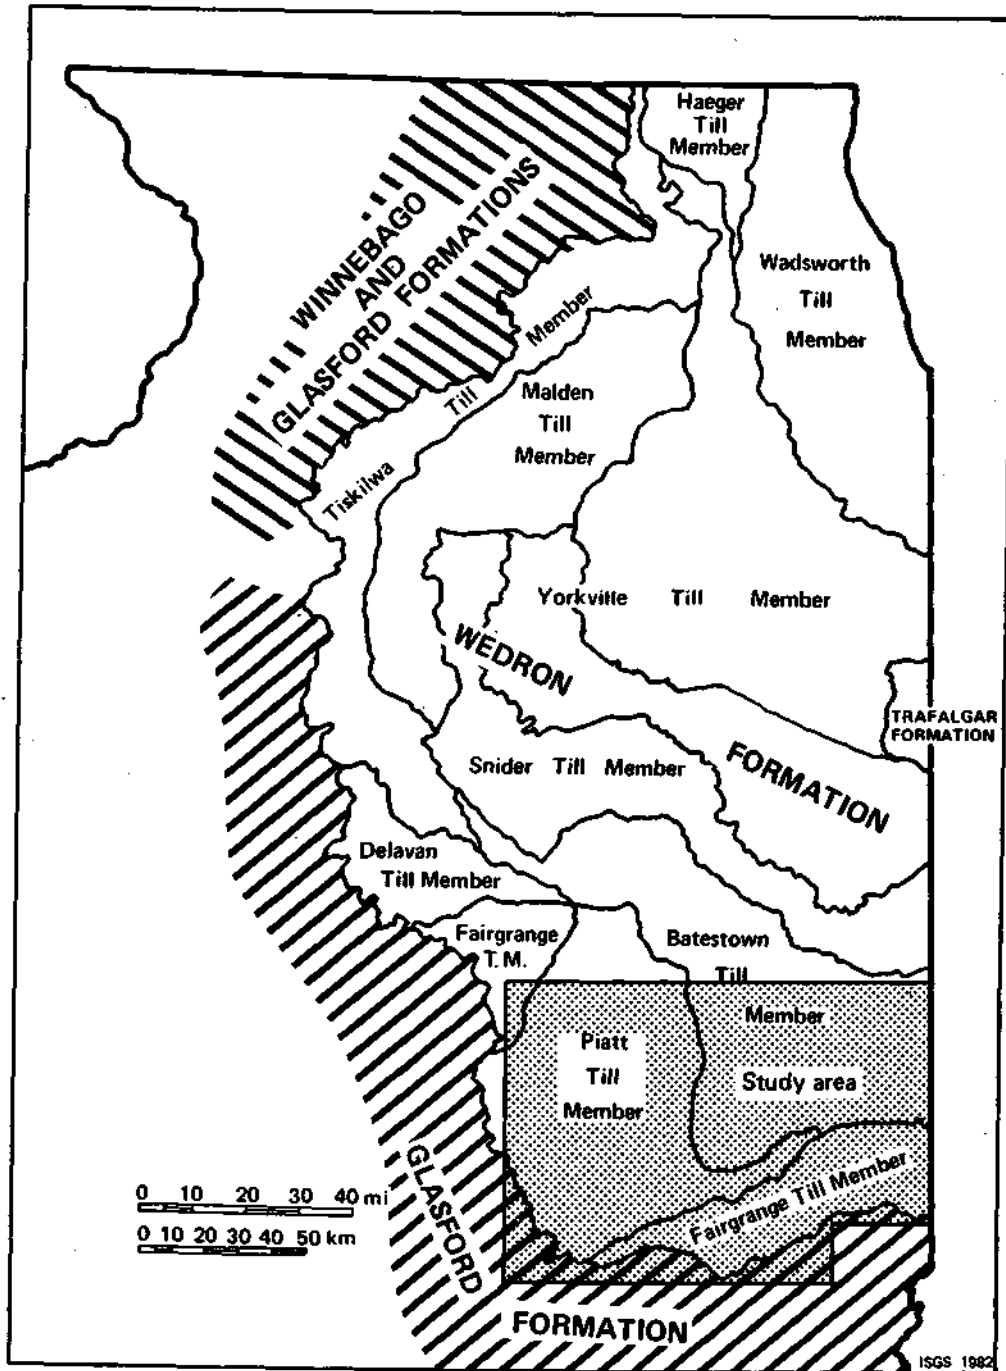 Haeger
Till
Member
WINNEBAGO
AND
GLASFORD FORMATIONS
Wadsworth
Till
Member
Tiskilwa Till Member
Malden
Till
Member
Yorkville Till Member
WEDRON
FORMATION
TRAFALGAR
FORMATION
Snider Till Member
Delavan
Till Member
Fairgrange
T.M.
Batestown
Till
Member
Piatt
Till
Member
Study area
Fairgrange Till Member
0 10 20 30 40 mi
0 10 20 30 40 50 km
GLASFORD
FORMATION
ISGS 1982